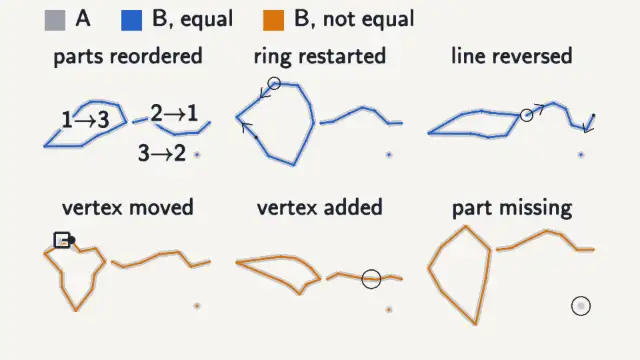 A
B, equal
B, not equal
parts reordered
ring restarted
line reversed
1→3
2→1
3→2
vertex moved
vertex added
part missing